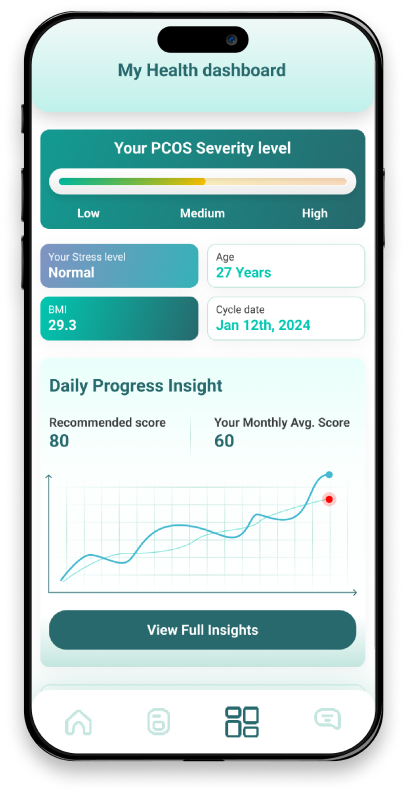 My Health dashboard
Your PCOS Severity level
Low Medium High
Your Stress level
Normal
Age
27 Years
BMI
29.3
Cycle date
Jan 12th, 2024
Daily Progress Insight
Recommended score
80
Your Monthly Avg. Score
60
View Full Insights